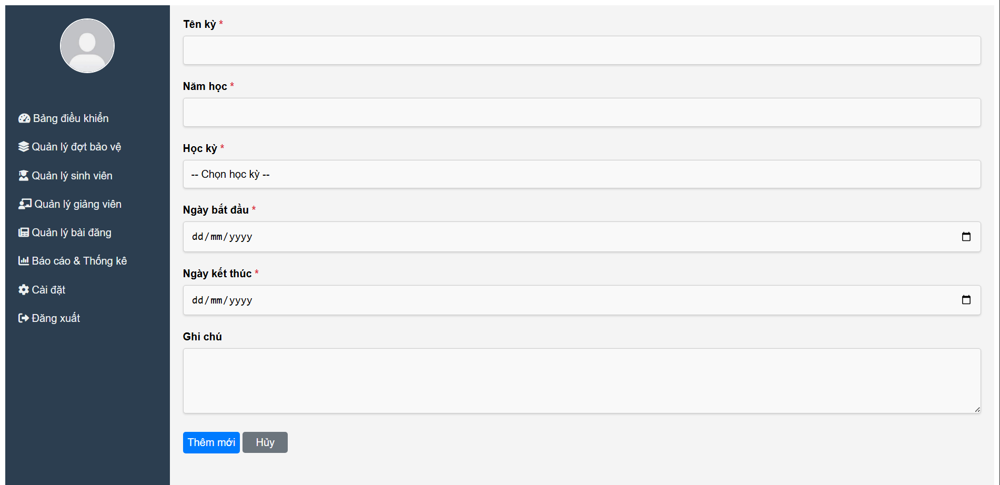 Bảng điều khiển
Quản lý đợt bảo vệ
Quản lý sinh viên
Quản lý giảng viên
Quản lý bài đăng
Báo cáo & Thống kê
Cài đặt
Đăng xuất
Tên kỳ *
Năm học *
Học kỳ *
-- Chọn học kỳ --
Ngày bắt đầu *
dd/mm/yyyy
Ngày kết thúc *
dd/mm/yyyy
Ghi chú
Thêm mới Hủy